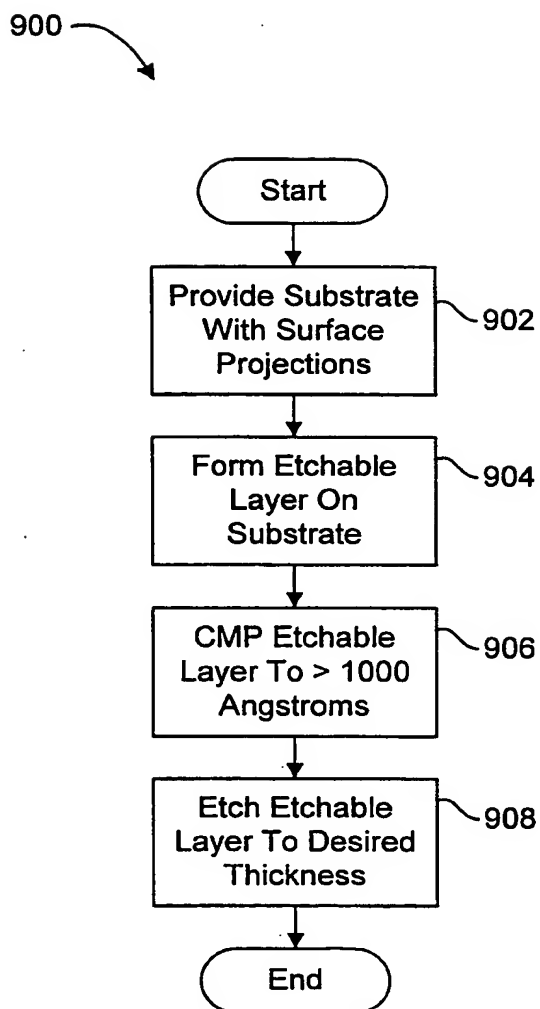 900
Start
Provide Substrate
With Surface
Projections
902
Form Etchable
Layer On
Substrate
904
CMP Etchable
Layer To > 1000
Angstroms
906
Etch Etchable
Layer To Desired
Thickness
908
End